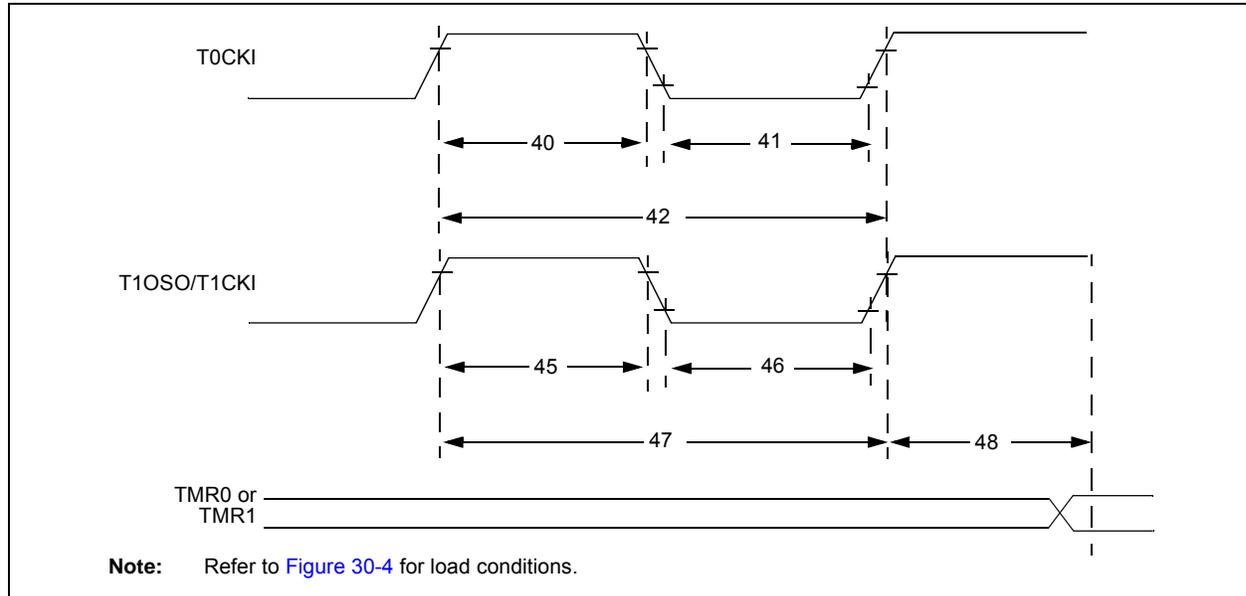 T0CKI
40
41
42
T1OSO/T1CKI
45
46
47
48
TMR0 or
TMR1
Note: Refer to Figure 30-4 for load conditions.